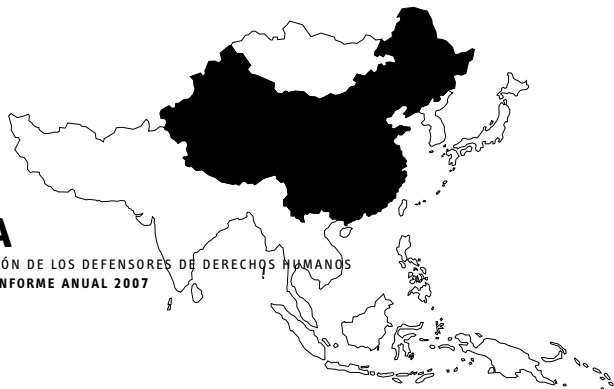 A
ÓN DE LOS DEFENSORES DE DERECHOS HUMANOS
NFORME ANUAL 2007